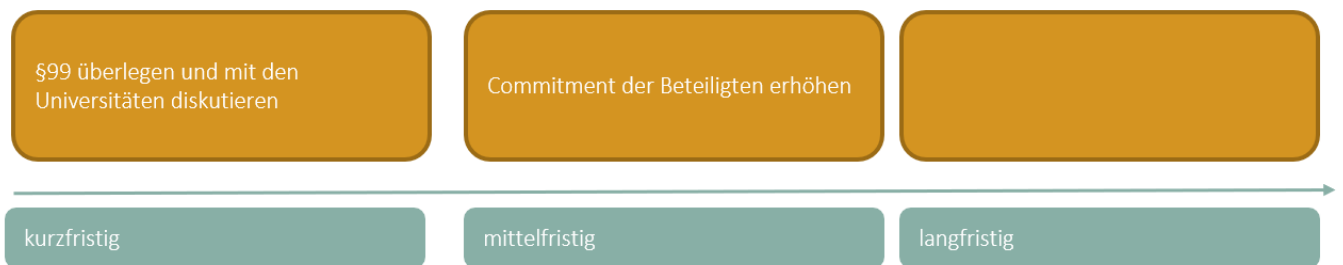 §99 überlegen und mit den
Universitäten diskutieren
Commitment der Beteiligten erhöhen
kurzfristig
mittelfristig
langfristig